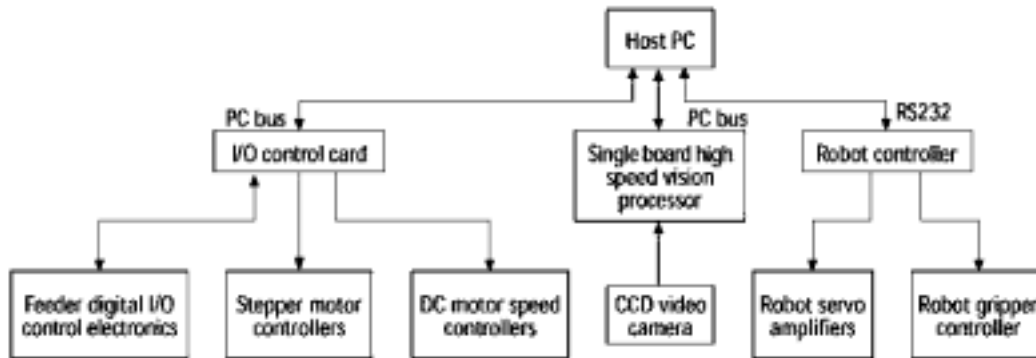 Host PC
PC bus
PC bus
RS232
I/O control card
Single board high
speed vision
processor
Robot controller
Feeder digital I/O
control electronics
Stepper motor
controllers
DC motor speed
controllers
CCD video
camera
Robot servo
amplifiers
Robot gripper
controller